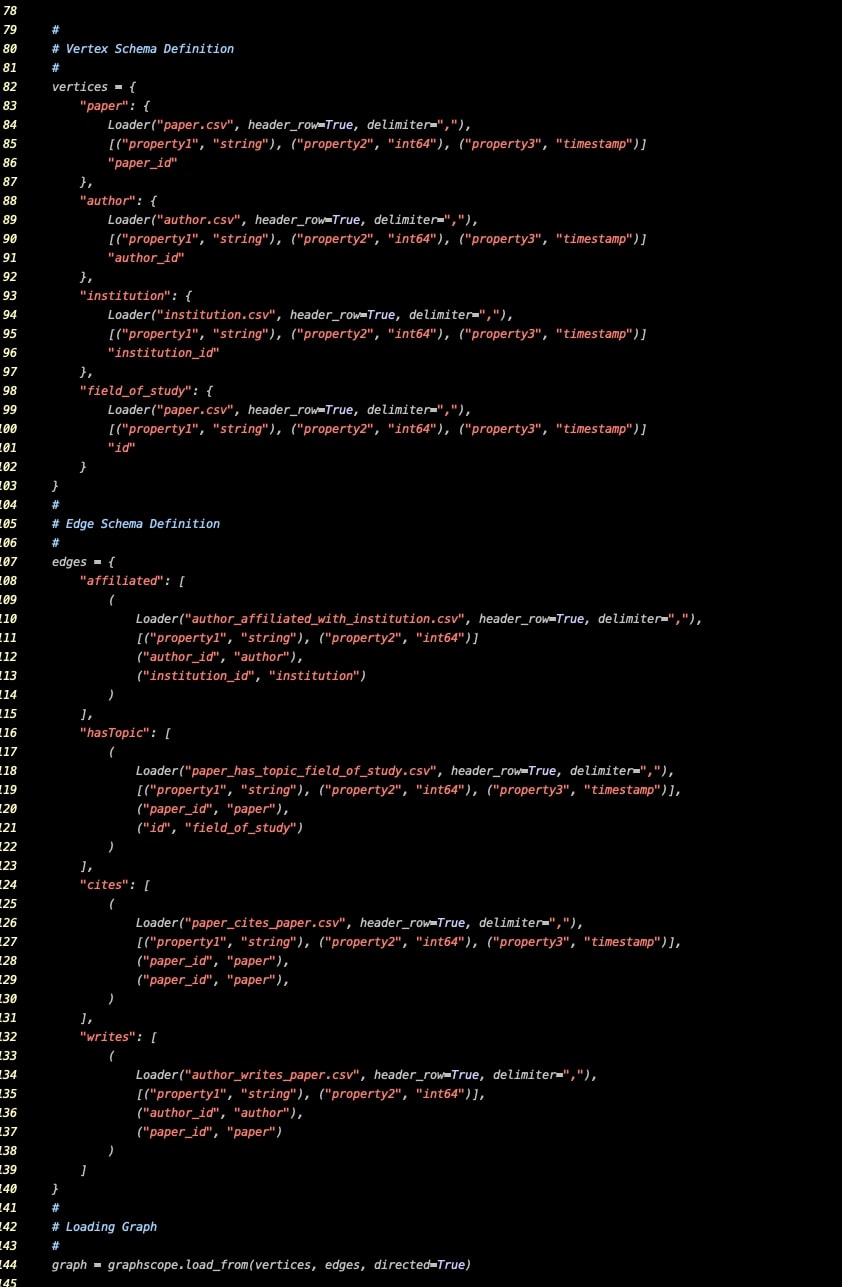 78
79 #
80 # Vertex Schema Definition
81 #
82 vertices = {
83     "paper": {
84         Loader("paper.csv", header_row=True, delimiter=","),
85         [("property1", "string"), ("property2", "int64"), ("property3", "timestamp")]
86         "paper_id"
87     },
88     "author": {
89         Loader("author.csv", header_row=True, delimiter=","),
90         [("property1", "string"), ("property2", "int64"), ("property3", "timestamp")]
91         "author_id"
92     },
93     "institution": {
94         Loader("institution.csv", header_row=True, delimiter=","),
95         [("property1", "string"), ("property2", "int64"), ("property3", "timestamp")]
96         "institution_id"
97     },
98     "field_of_study": {
99         Loader("paper.csv", header_row=True, delimiter=","),
100         [("property1", "string"), ("property2", "int64"), ("property3", "timestamp")]
101         "id"
102     }
103 }
104 #
105 # Edge Schema Definition
106 #
107 edges = {
108     "affiliated": [
109         (
110             Loader("author_affiliated_with_institution.csv", header_row=True, delimiter=","),
111             [("property1", "string"), ("property2", "int64")]
112             ("author_id", "author"),
113             ("institution_id", "institution")
114         )
115     ],
116     "hasTopic": [
117         (
118             Loader("paper_has_topic_field_of_study.csv", header_row=True, delimiter=","),
119             [("property1", "string"), ("property2", "int64"), ("property3", "timestamp")],
120             ("paper_id", "paper"),
121             ("id", "field_of_study")
122         )
123     ],
124     "cites": [
125         (
126             Loader("paper_cites_paper.csv", header_row=True, delimiter=","),
127             [("property1", "string"), ("property2", "int64"), ("property3", "timestamp")],
128             ("paper_id", "paper"),
129             ("paper_id", "paper"),
130         )
131     ],
132     "writes": [
133         (
134             Loader("author_writes_paper.csv", header_row=True, delimiter=","),
135             [("property1", "string"), ("property2", "int64")],
136             ("author_id", "author"),
137             ("paper_id", "paper")
138         )
139     ]
140 }
141 #
142 # Loading Graph
143 #
144 graph = graphscope.load_from(vertices, edges, directed=True)
145